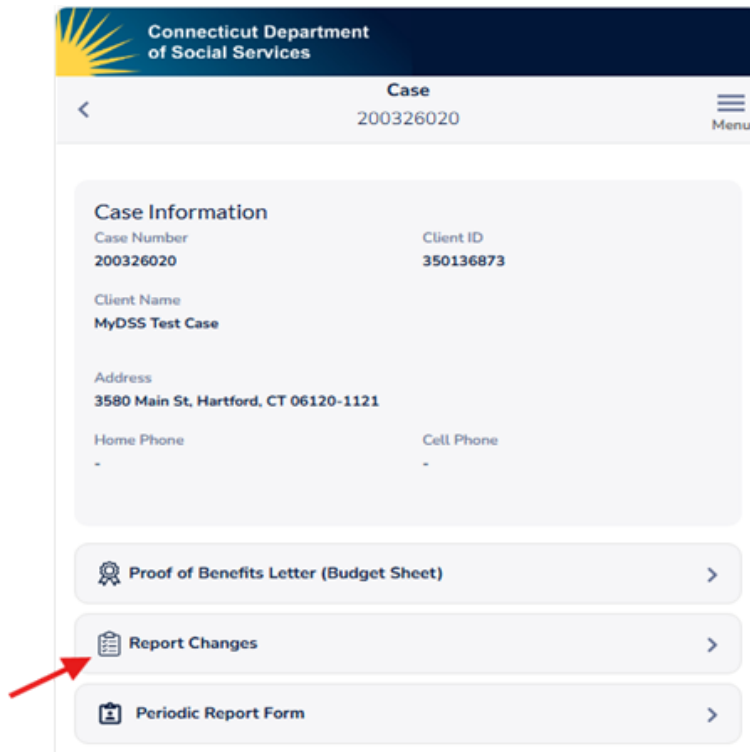 Connecticut Department
of Social Services
Case
200326020
Menu
Case Information
Case Number
Client ID
200326020
350136873
Client Name
MyDSS Test Case
Address
3580 Main St, Hartford, CT 06120-1121
Home Phone
Cell Phone
-
-
Proof of Benefits Letter (Budget Sheet)
Report Changes
Periodic Report Form